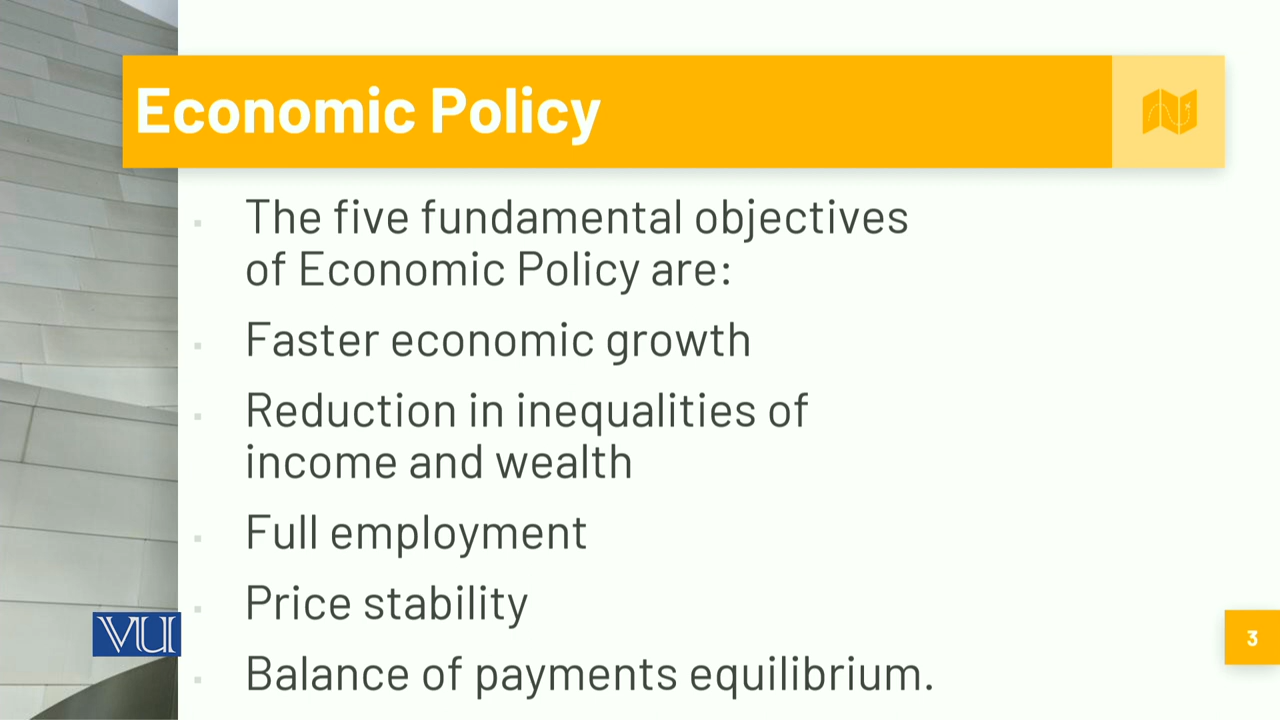 Economic Policy
The five fundamental objectives
of Economic Policy are:
Faster economic growth
Reduction in inequalities of
income and wealth
Full employment
Price stability
Balance of payments equilibrium.
VU
3